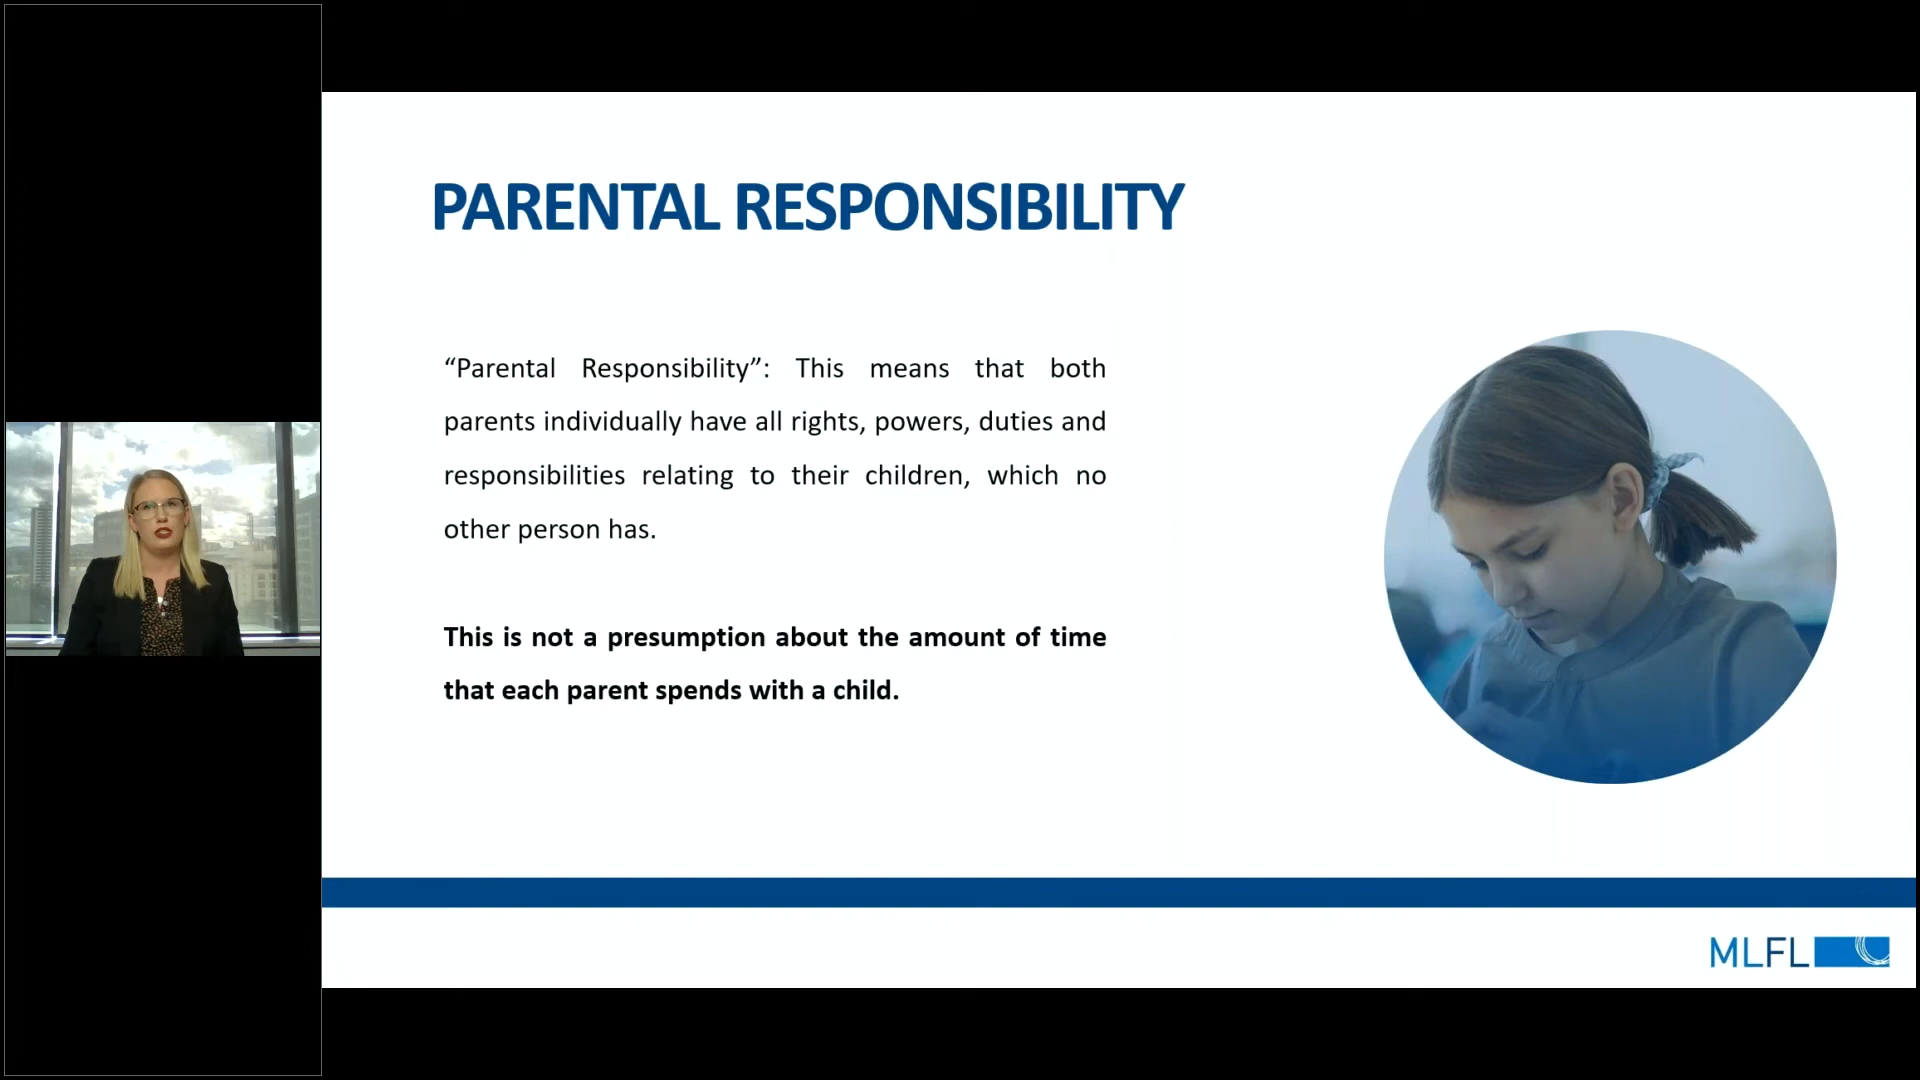 PARENTAL RESPONSIBILITY
“Parental Responsibility”: This means that both
parents individually have all rights, powers, duties and
responsibilities relating to their children, which no
other person has.
This is not a presumption about the amount of time
that each parent spends with a child.
MLFL